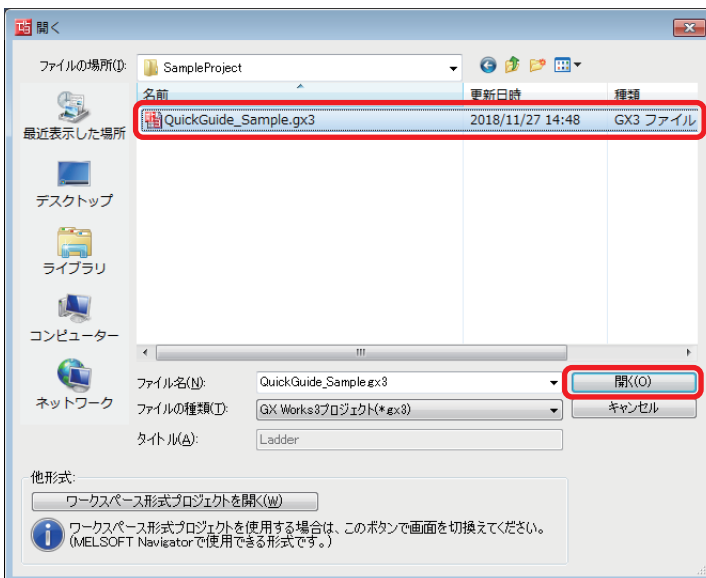 開く
ファイルの場所(I):
SampleProject
名前
更新日時
種類
QuickGuide_Sample.gx3
2018/11/27 14:48
GX3 ファイル
最近表示した場所
デスクトップ
ライブラリ
コンピューター
ネットワーク
ファイル名(N):
QuickGuide_Sample.gx3
開く(O)
ファイルの種類(T):
GX Works3プロジェクト(*.gx3)
キャンセル
タイトル(A):
Ladder
他形式:
ワークスペース形式プロジェクトを開く(W)
ワークスペース形式プロジェクトを使用する場合は、このボタンで画面を切換えてください。
(MELSOFT Navigatorで使用できる形式です。)